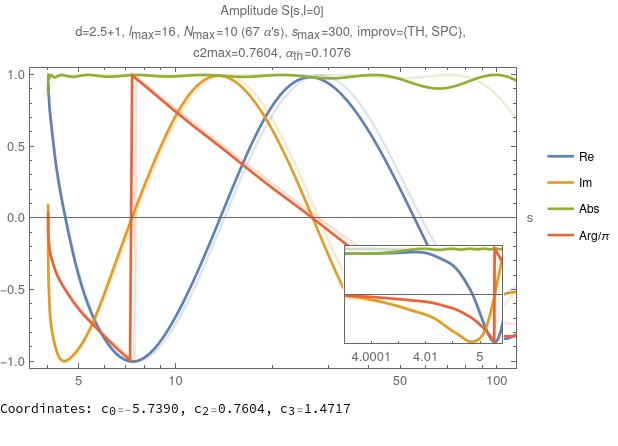 Amplitude S[s,l=0]
d=2.5+1, lmax=16, Nmax=10 (67 α's), smax=300, improv={TH, SPC},
c2max=0.7604, αth=0.1076
1.0
0.5
0.0
−0.5
−1.0
5
10
50
100
s
Re
Im
Abs
Arg/π
4.0001
4.01
5
Coordinates: c0=-5.7390, c2=0.7604, c3=1.4717